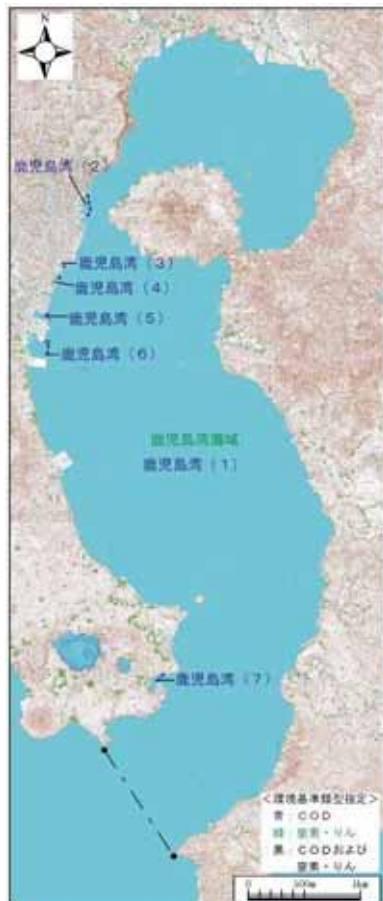 N
鹿児島湾（２）
鹿児島湾（３）
鹿児島湾（４）
鹿児島湾（５）
鹿児島湾（６）
鹿児島湾海域
鹿児島湾（１）
鹿児島湾（７）
＜環境基準類型指定＞
青：ＣＯＤ
緑：窒素・りん
黒：ＣＯＤおよび
窒素・りん
0 500m 1km